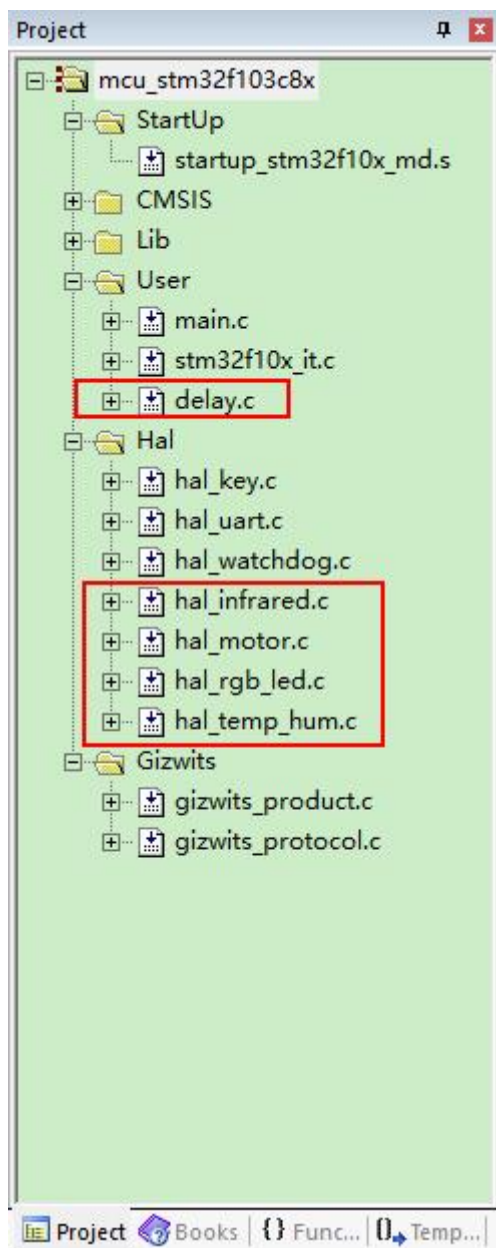 Project
mcu_stm32f103c8x
StartUp
startup_stm32f10x_md.s
CMSIS
Lib
User
main.c
stm32f10x_it.c
delay.c
Hal
hal_key.c
hal_uart.c
hal_watchdog.c
hal_infrared.c
hal_motor.c
hal_rgb_led.c
hal_temp_hum.c
Gizwits
gizwits_product.c
gizwits_protocol.c
Project Books {} Func... 0 Temp...